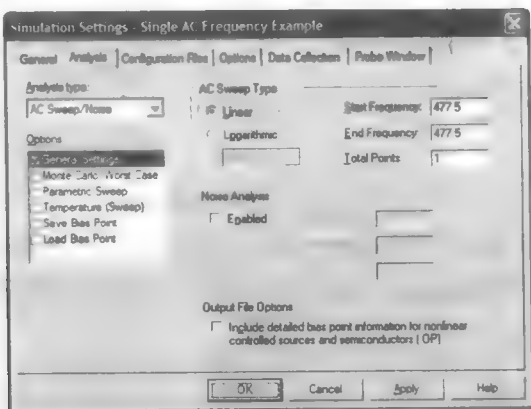 Simulation Settings - Single AC Frequency Example
General Analysis Configuration Files Options Data Collection Probe Window
Analysis type:
AC Sweep/Noise
Options
General Settings
Monte Carlo/Worst Case
Parametric Sweep
Temperature (Sweep)
Save Bias Point
Load Bias Point
AC Sweep Type
Linear
Logarithmic
Start Frequency: 477.5
End Frequency: 477.5
Total Points: 1
Noise Analysis
Enabled
Output File Options
Include detailed bias point information for nonlinear
controlled sources and semiconductors (.OP)
OK Cancel Apply Help